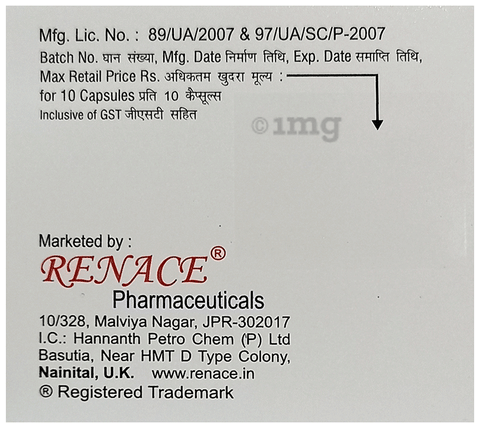 Mfg. Lic. No. : 89/UA/2007 & 97/UA/SC/P-2007
Batch No. घान संख्या, Mfg. Date निर्माण तिथि, Exp. Date समाप्ति तिथि,
Max Retail Price Rs. अधिकतम खुदरा मूल्य :
for 10 Capsules प्रति 10 कैप्सूल्स
Inclusive of GST जीएसटी सहित
©1mg
Marketed by :
RENACE®
Pharmaceuticals
10/328, Malviya Nagar, JPR-302017
I.C.: Hannanth Petro Chem (P) Ltd
Basutia, Near HMT D Type Colony,
Nainital, U.K. www.renace.in
® Registered Trademark